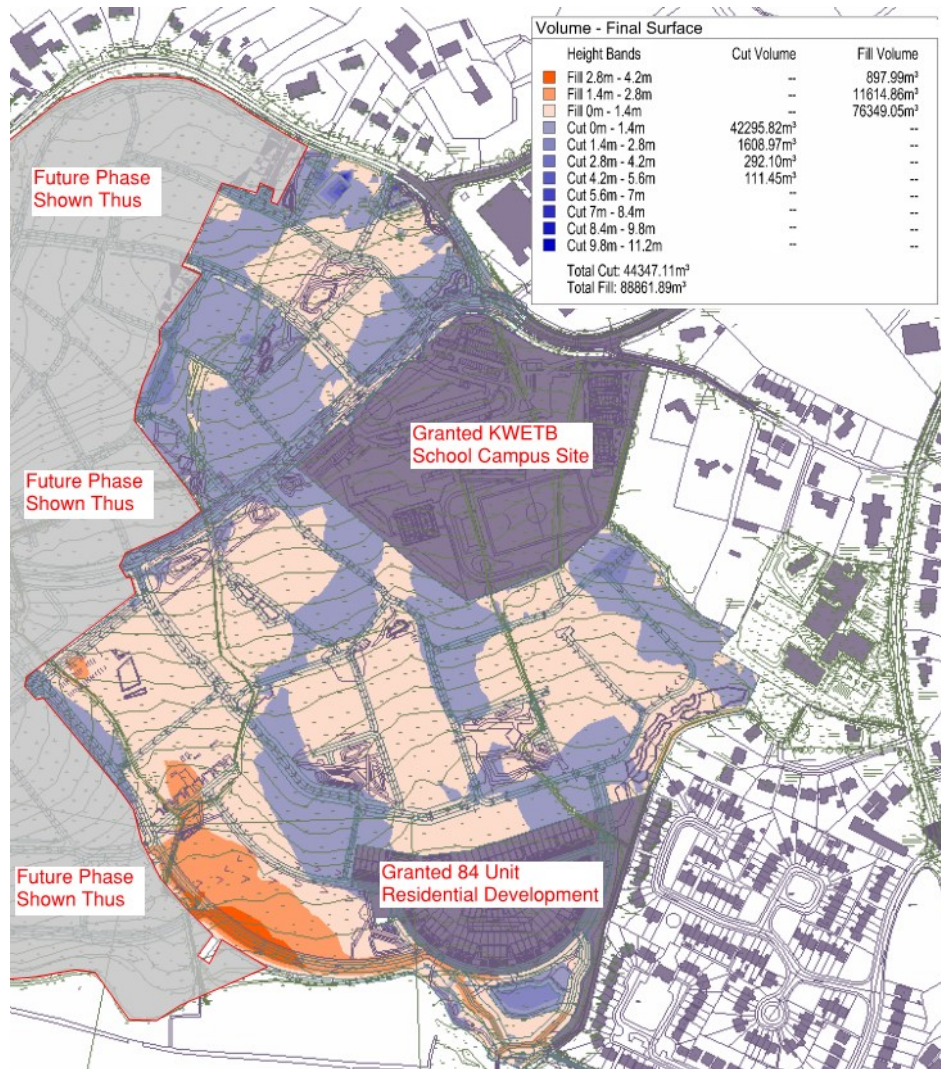 Volume - Final Surface
Height Bands Cut Volume Fill Volume
Fill 2.8m - 4.2m -- 897.99m³
Fill 1.4m - 2.8m -- 11614.86m³
Fill 0m - 1.4m -- 76349.05m³
Cut 0m - 1.4m 42295.82m³ --
Cut 1.4m - 2.8m 1608.97m³ --
Cut 2.8m - 4.2m 292.10m³ --
Cut 4.2m - 5.6m 111.45m³ --
Cut 5.6m - 7m -- --
Cut 7m - 8.4m -- --
Cut 8.4m - 9.8m -- --
Cut 9.8m - 11.2m -- --
Total Cut: 44347.11m³
Total Fill: 88861.89m³
Future Phase
Shown Thus
Granted KWETB
School Campus Site
Future Phase
Shown Thus
Granted 84 Unit
Residential Development
Future Phase
Shown Thus